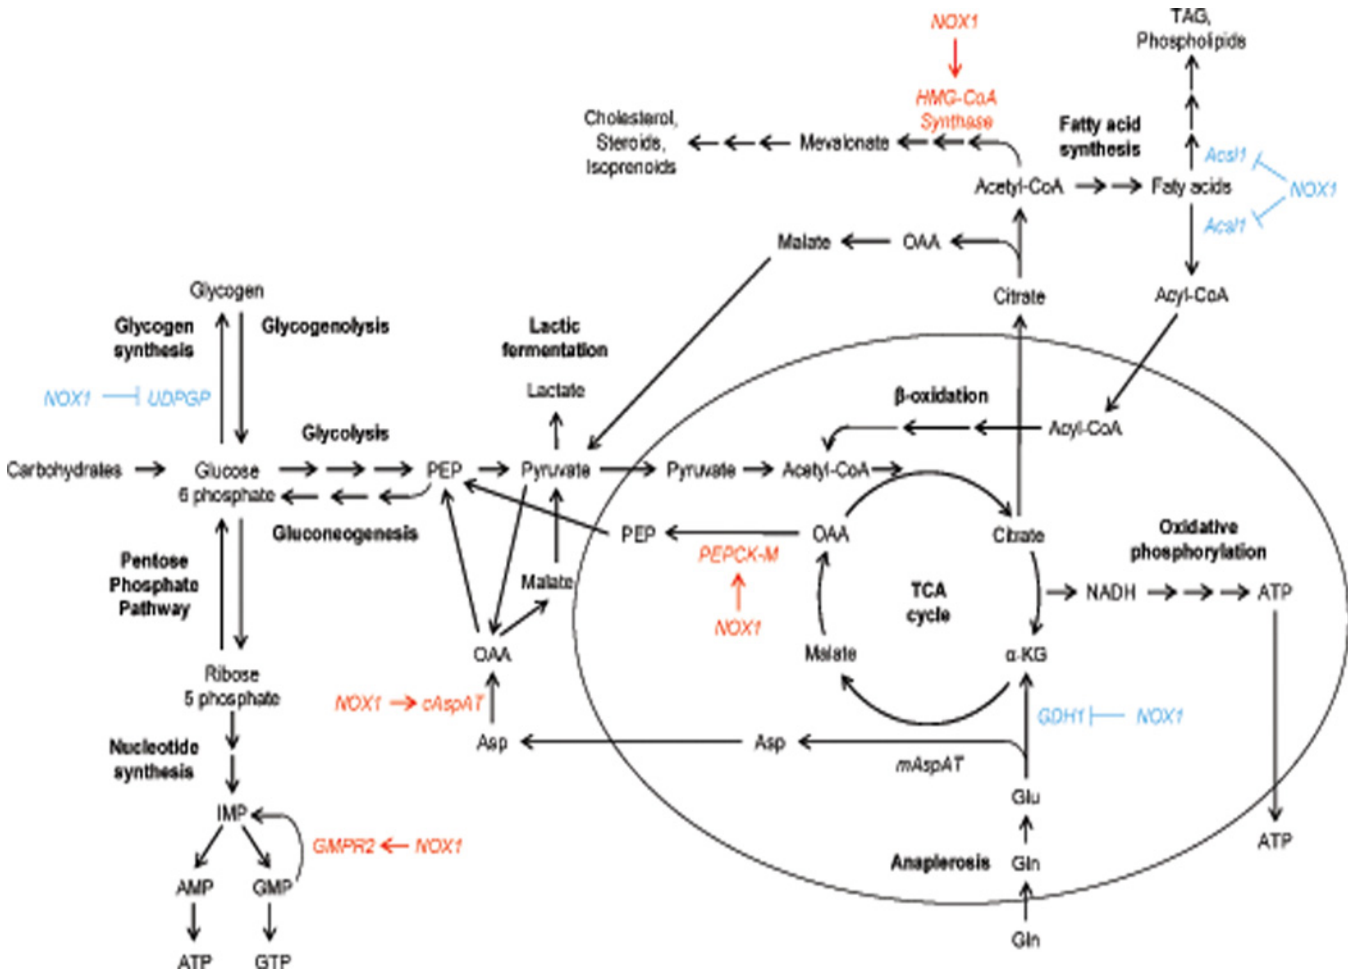 NOX1
TAG,
Phospholipids
HMG-CoA
Synthase
Cholesterol,
Steroids,
Isoprenoids
Mevalonate
Fatty acid
synthesis
Acsl1
Acetyl-CoA
Faty acids
NOX1
Acsl1
Malate
OAA
Glycogen
Citrate
Acyl-CoA
Glycogen
synthesis
Glycogenolysis
Lactic
fermentation
NOX1
UDPGP
Lactate
β-oxidation
Glycolysis
Acyl-CoA
Carbohydrates
Glucose
6 phosphate
PEP
Pyruvate
Pyruvate
Acetyl-CoA
Gluconeogenesis
PEP
OAA
Citrate
Oxidative
phosphorylation
PEPCK-M
Pentose
Phosphate
Pathway
Malate
TCA
cycle
NADH
ATP
NOX1
OAA
Malate
α-KG
Ribose
5 phosphate
NOX1
cAspAT
GDH1
NOX1
Asp
Asp
mAspAT
Nucleotide
synthesis
Glu
IMP
GMPR2
NOX1
ATP
Anaplerosis
Gln
AMP
GMP
Gln
ATP
GTP